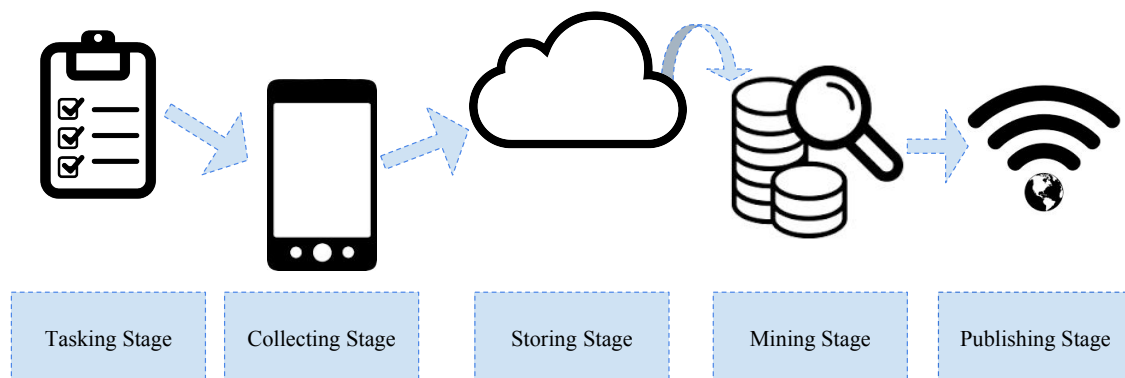 Tasking Stage
Collecting Stage
Storing Stage
Mining Stage
Publishing Stage